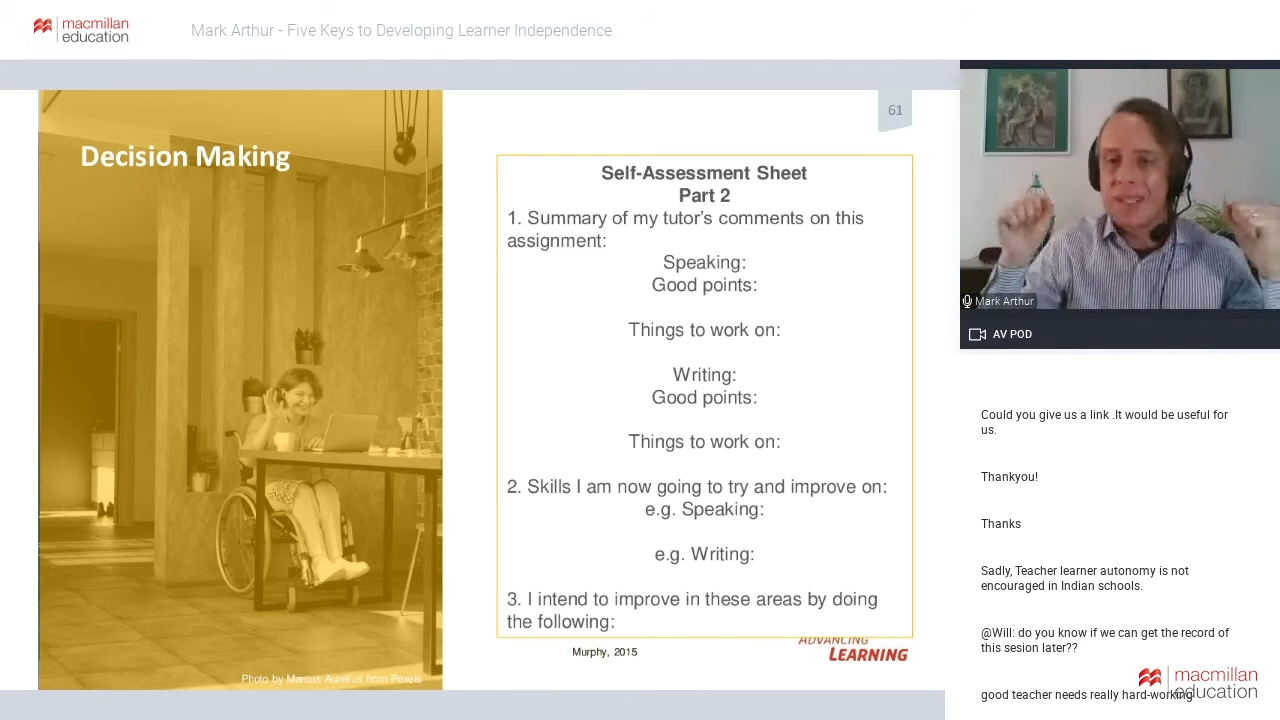 macmillan
education
Mark Arthur - Five Keys to Developing Learner Independence
Decision Making
61
Self-Assessment Sheet
Part 2
1. Summary of my tutor's comments on this
assignment:
Speaking:
Good points:
Things to work on:
Writing:
Good points:
Things to work on:
2. Skills I am now going to try and improve on:
e.g. Speaking:
e.g. Writing:
3. I intend to improve in these areas by doing
the following:
Murphy, 2015
ADVANCING
LEARNING
Photo by Marcus Aurelius from Pexels
Mark Arthur
AV POD
Could you give us a link .It would be useful for
us.
Thankyou!
Thanks
Sadly, Teacher learner autonomy is not
encouraged in Indian schools.
@Will: do you know if we can get the record of
this sesion later??
good teacher needs really hard-working
macmillan
education